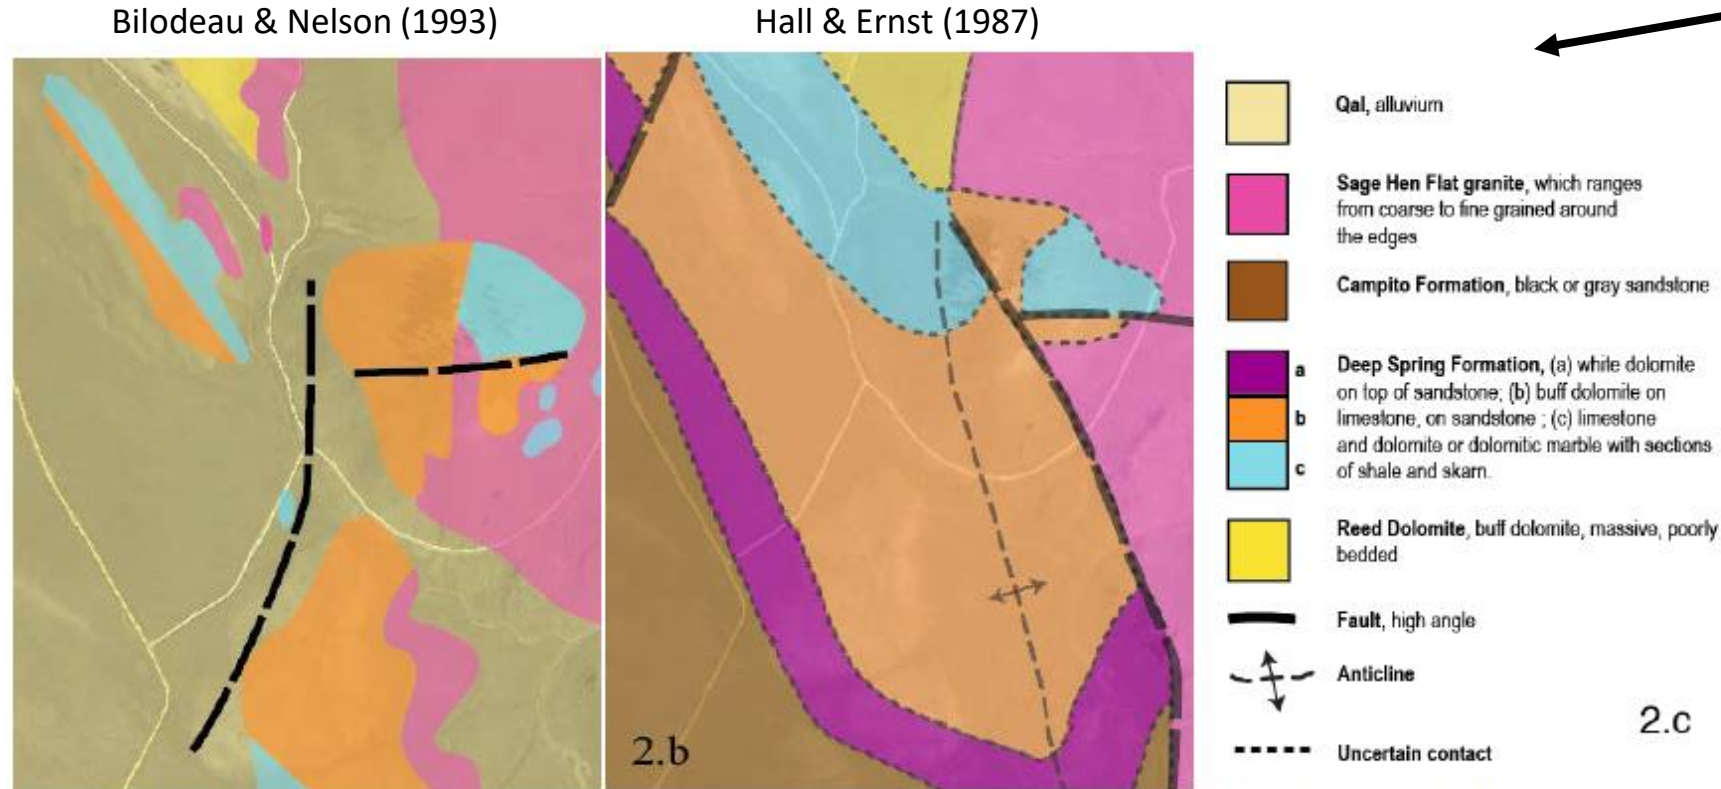 Bilodeau & Nelson (1993)
Hall & Ernst (1987)
2.b
Qal, alluvium
Sage Hen Flat granite, which ranges
from coarse to fine grained around
the edges
Campito Formation, black or gray sandstone
a
b
c
Deep Spring Formation, (a) white dolomite
on top of sandstone; (b) buff dolomite on
limestone, on sandstone ; (c) limestone
and dolomite or dolomitic marble with sections
of shale and skarn.
Reed Dolomite, buff dolomite, massive, poorly
bedded
Fault, high angle
Anticline
Uncertain contact
2.c